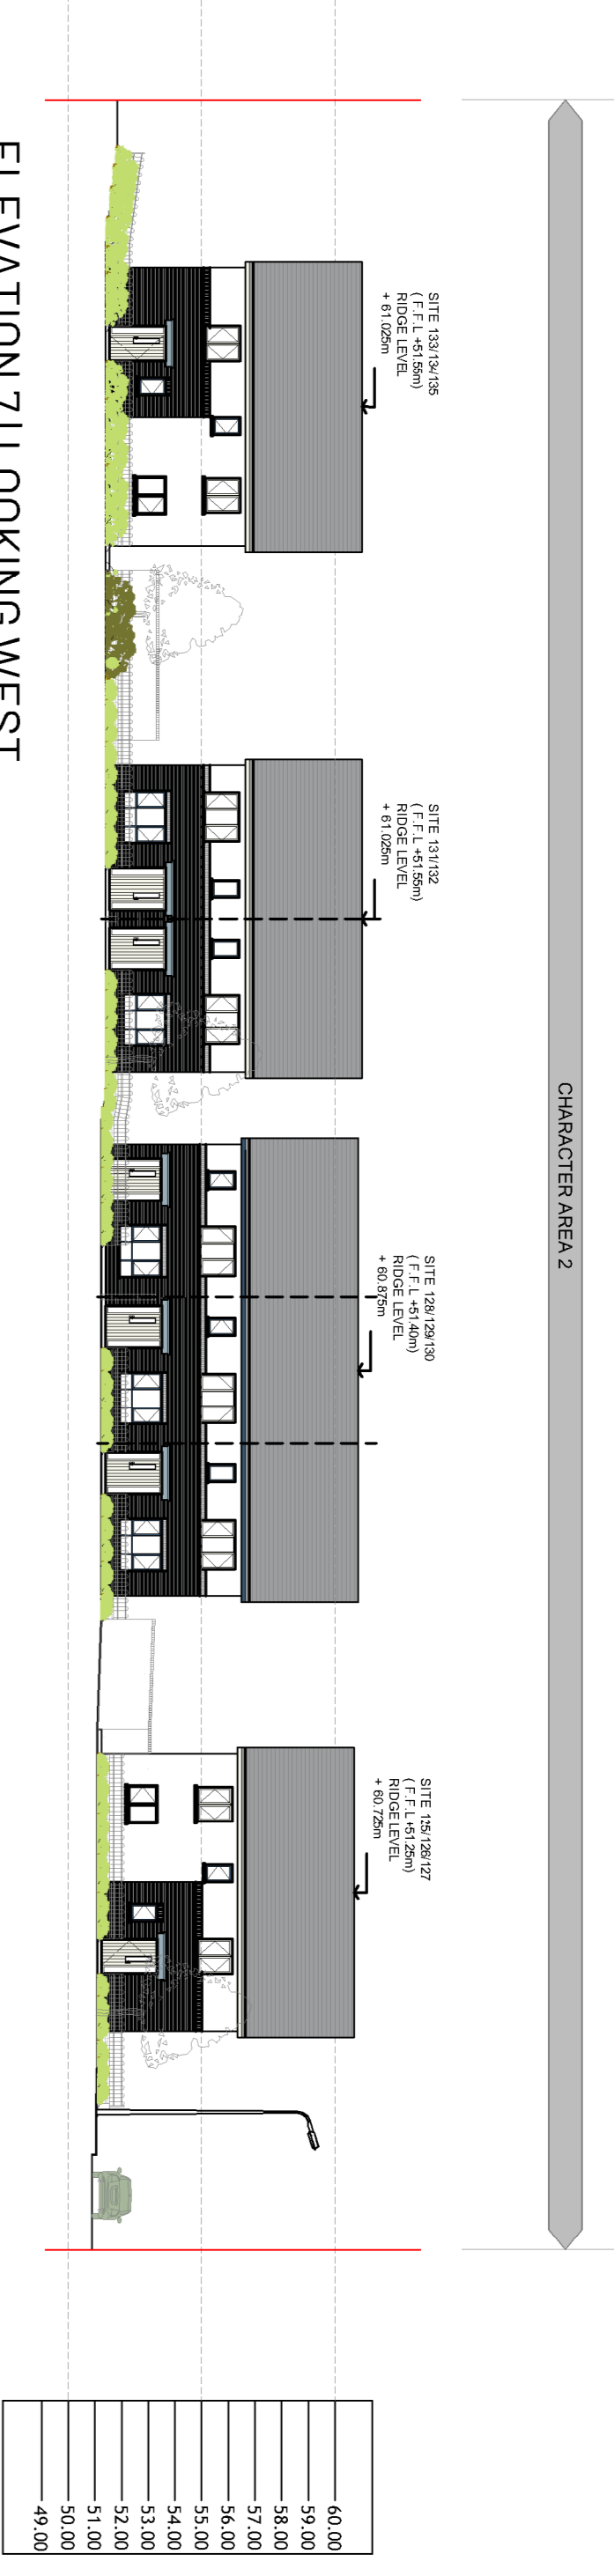 CHARACTER AREA 2
SITE 133/134/135
( F.F.L +51.55m)
RIDGE LEVEL
+ 61.025m
SITE 131/132
( F.F.L +51.55m)
RIDGE LEVEL
+ 61.025m
SITE 128/129/130
( F.F.L +51.40m)
RIDGE LEVEL
+ 60.875m
SITE 125/126/127
( F.F.L +51.25m)
RIDGE LEVEL
+ 60.725m
60.00
59.00
58.00
57.00
56.00
55.00
54.00
53.00
52.00
51.00
50.00
49.00
ELEVATION 7 LOOKING WEST